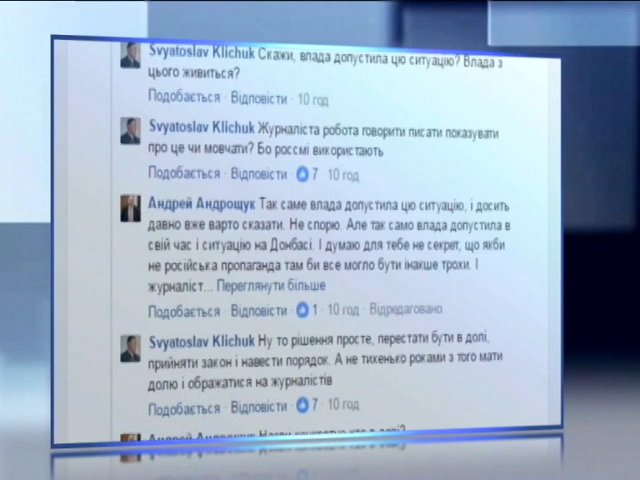 Svyatoslav Klichuk Скажи, влада допустила цю ситуацію? Влада з
цього живиться?
Подобається · Відповісти · 10 год
Svyatoslav Klichuk Журналіста робота говорити писати показувати
про це чи мовчати? Бо россмі використають
Подобається · Відповісти · 7 · 10 год
Андрей Андрощук Так саме влада допустила цю ситуацію, і досить
давно вже варто сказати. Не спорю. Але так само влада допустила в
свій час і ситуацію на Донбасі. І думаю для тебе не секрет, що якби
не російська пропаганда там би все могло бути інакше трохи. І
журналіст... Переглянути більше
Подобається · Відповісти · 1 · 10 год · Відредаговано
Svyatoslav Klichuk Ну то рішення просте, перестати бути в долі,
прийняти закон і навести порядок. А не тихенько роками з того мати
долю і ображатися на журналістів
Подобається · Відповісти · 7 · 10 год
Андрей Андрощук